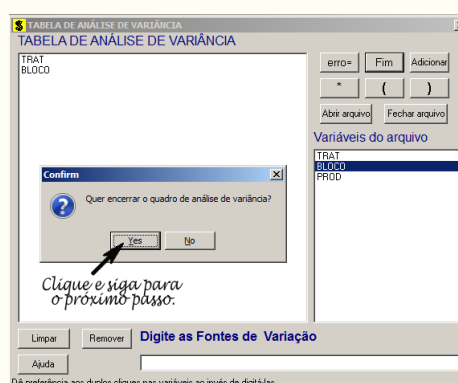 TABELA DE ANÁLISE DE VARIÂNCIA
TABELA DE ANÁLISE DE VARIÂNCIA
TRAT
BLOCO
erro= Fim Adicionar
* ( )
Abrir arquivo Fechar arquivo
Variáveis do arquivo
TRAT
BLOCO
PROD
Confirm
Quer encerrar o quadro de análise de variância?
Yes No
Clique e siga para
o próximo passo.
Limpar Remover Digite as Fontes de Variação
Ajuda
Dê preferência aos duplos cliques nas variáveis ao invés de digitá-las